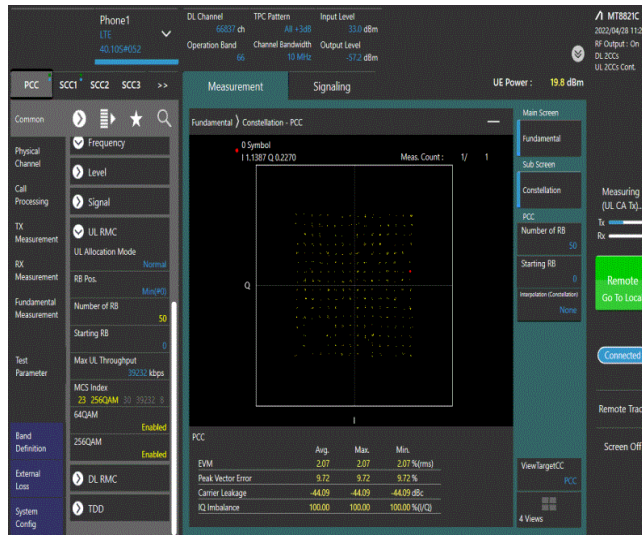 Phone1
LTE
40.10S#052
DL Channel TPC Pattern Input Level
66837 ch All +3dB 33.0 dBm
Operation Band Channel Bandwidth Output Level
66 10 MHz -57.2 dBm
MT8821C
2022/04/28 11:2
RF Output : On
DL 2CCs
UL 2CCs Cont.
PCC SCC1 SCC2 SCC3 >>
Measurement Signaling UE Power : 19.8 dBm
Common
Physical
Channel
Call
Processing
TX
Measurement
RX
Measurement
Fundamental
Measurement
Test
Parameter
Band
Definition
External
Loss
System
Config
Frequency
Level
Signal
UL RMC
UL Allocation Mode
Normal
RB Pos.
Min(#0)
Number of RB
50
Starting RB
0
Max UL Throughput
39232 kbps
MCS Index
23 256QAM 30 39232 8
64QAM
Enabled
256QAM
Enabled
DL RMC
TDD
Fundamental Constellation - PCC
0 Symbol
I 1.1387 Q 0.2270 Meas. Count : 1/ 1
Q
I
PCC
Avg. Max. Min.
EVM 2.07 2.07 2.07 %(rms)
Peak Vector Error 9.72 9.72 9.72 %
Carrier Leakage -44.09 -44.09 -44.09 dBc
IQ Imbalance 100.00 100.00 100.00 %(I/Q)
Main Screen
Fundamental
Sub Screen
Constellation
PCC
Number of RB
50
Starting RB
0
Interpolation (Constellation)
None
ViewTargetCC
PCC
4 Views
Measuring
(UL CA Tx)..
Tx
Rx
Remote
Go To Loca
Connected
Remote Trac
Screen Off